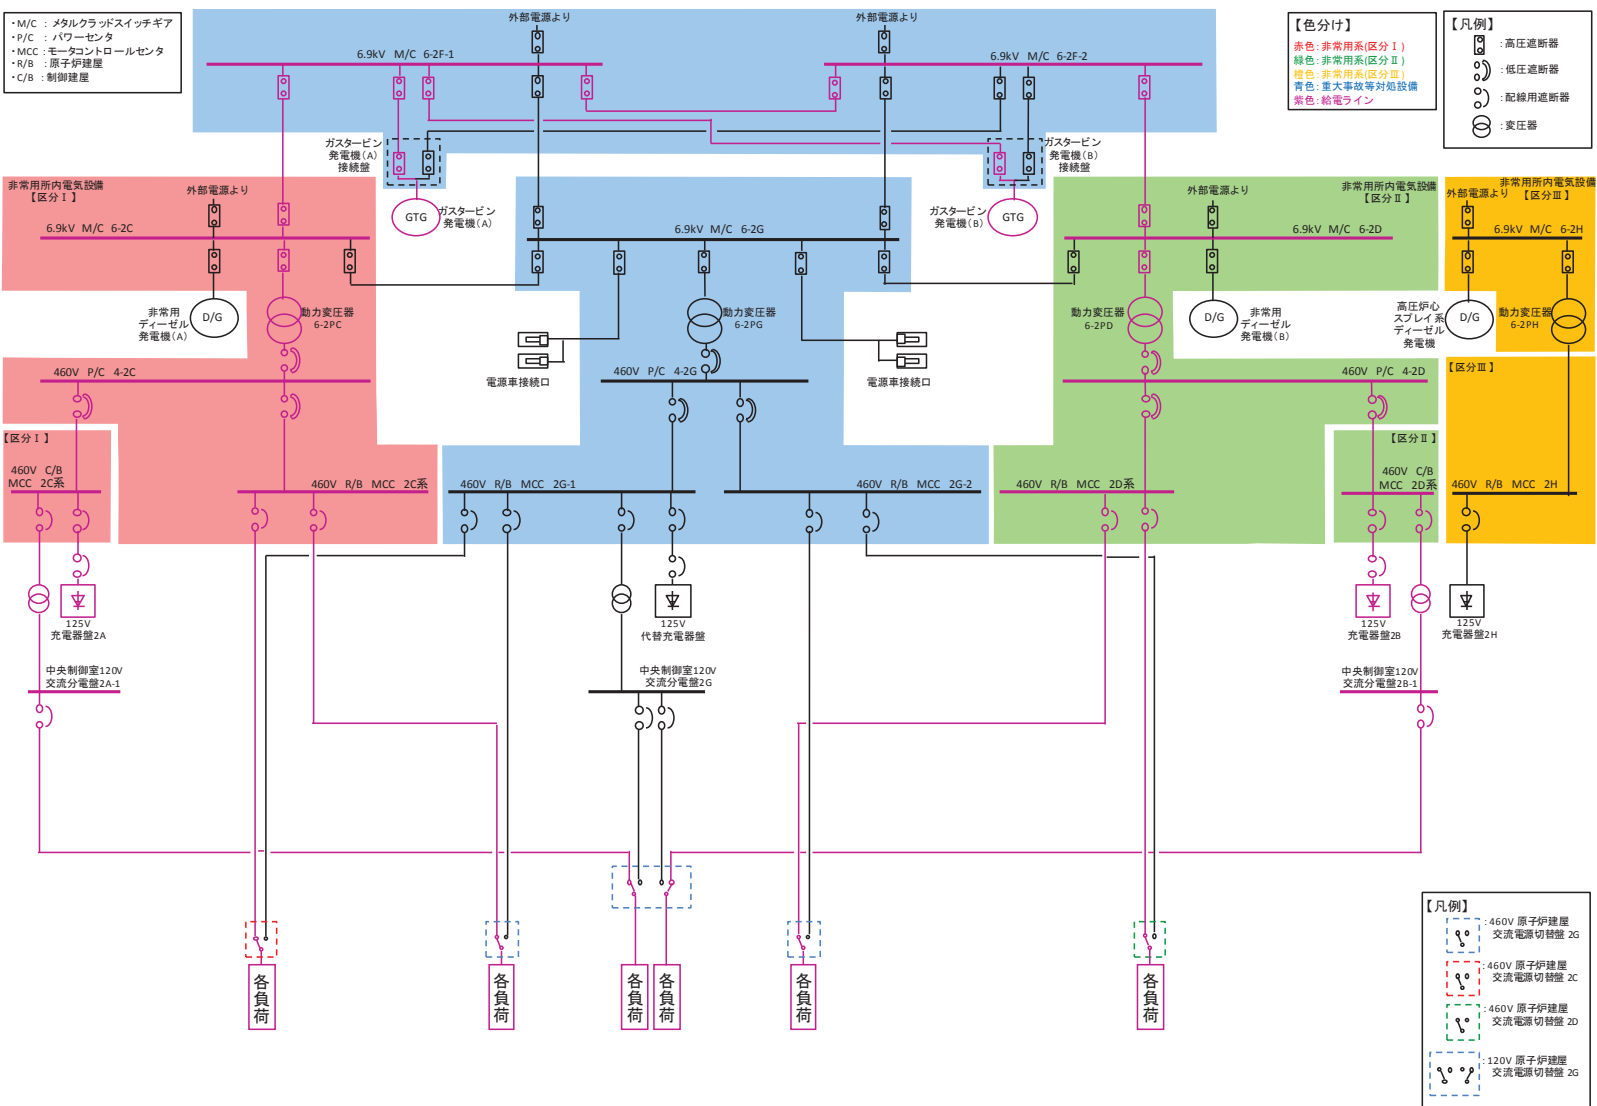 ・M/C ： メタルクラッドスイッチギア
・P/C ： パワーセンタ
・MCC ：モータコントロールセンタ
・R/B ： 原子炉建屋
・C/B ：制御建屋
外部電源より
外部電源より
6.9kV M/C 6-2F-1
6.9kV M/C 6-2F-2
【色分け】
赤色：非常用系(区分Ⅰ)
緑色：非常用系(区分Ⅱ)
橙色：非常用系(区分Ⅲ)
青色：重大事故等対処設備
紫色：給電ライン
【凡例】
：高圧遮断器
：低圧遮断器
：配線用遮断器
：変圧器
ガスタービン
発電機(A)
接続盤
ガスタービン
発電機(B)
接続盤
非常用所内電気設備
【区分Ⅰ】
外部電源より
6.9kV M/C 6-2C
GTG
ガスタービン
発電機(A)
6.9kV M/C 6-2G
ガスタービン
発電機(B)
GTG
非常用所内電気設備
【区分Ⅱ】
外部電源より
6.9kV M/C 6-2D
非常用所内電気設備
【区分Ⅲ】
外部電源より
6.9kV M/C 6-2H
非常用
ディーゼル
発電機(A)
D/G
動力変圧器
6-2PC
動力変圧器
6-2PG
動力変圧器
6-2PD
D/G
非常用
ディーゼル
発電機(B)
高圧炉心
スプレイ系
ディーゼル
発電機
D/G
動力変圧器
6-2PH
460V P/C 4-2C
電源車接続口
460V P/C 4-2G
電源車接続口
460V P/C 4-2D
【区分Ⅲ】
【区分Ⅰ】
460V C/B
MCC 2C系
460V R/B MCC 2C系
460V R/B MCC 2G-1
460V R/B MCC 2G-2
460V R/B MCC 2D系
【区分Ⅱ】
460V C/B
MCC 2D系
460V R/B MCC 2H
125V
充電器盤2A
125V
代替充電器盤
125V
充電器盤2B
125V
充電器盤2H
中央制御室120V
交流分電盤2A-1
中央制御室120V
交流分電盤2G
中央制御室120V
交流分電盤2B-1
各負荷
各負荷
各負荷
各負荷
各負荷
各負荷
【凡例】
：460V 原子炉建屋
交流電源切替盤 2G
：460V 原子炉建屋
交流電源切替盤 2C
：460V 原子炉建屋
交流電源切替盤 2D
：120V 原子炉建屋
交流電源切替盤 2G